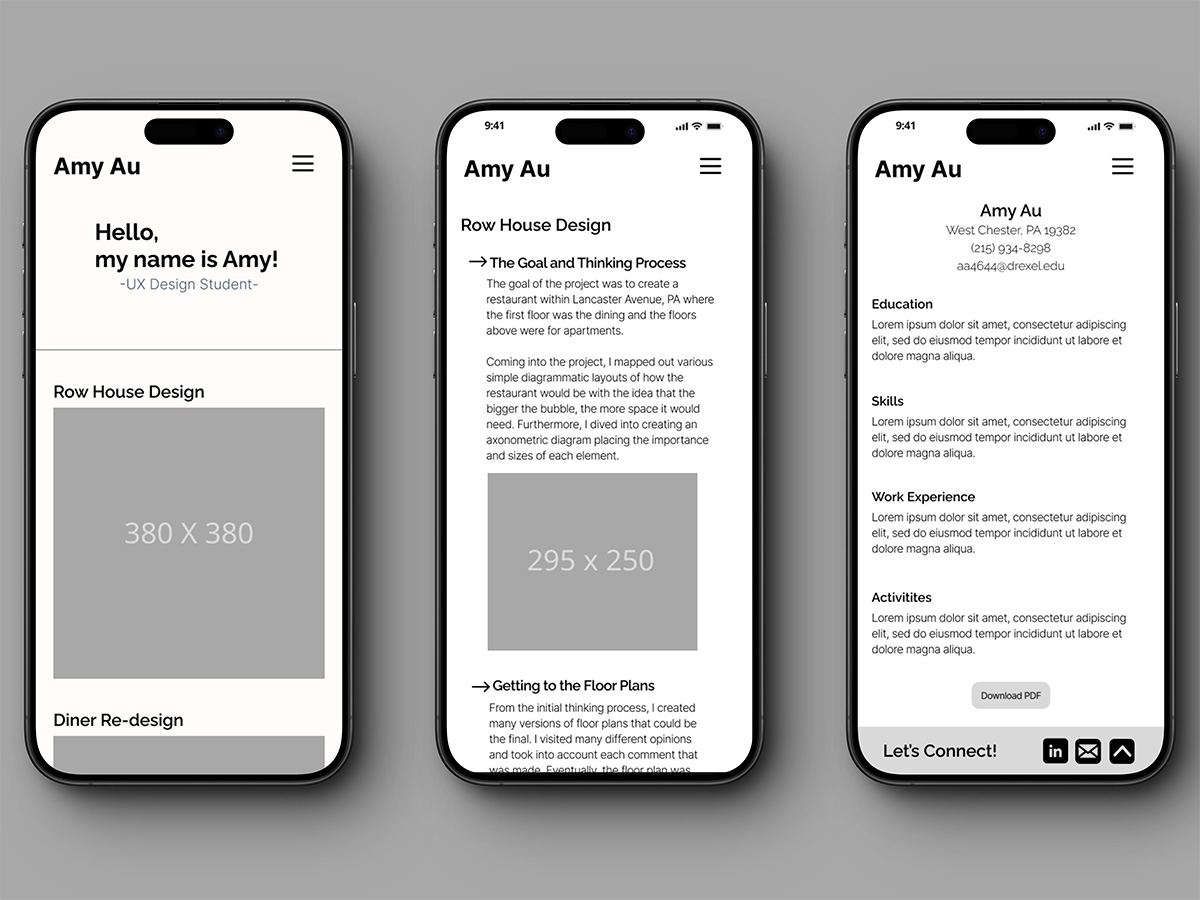 Amy Au
Hello,
my name is Amy!
-UX Design Student-
Row House Design
380 X 380
Diner Re-design
9:41
Amy Au
Row House Design
The Goal and Thinking Process
The goal of the project was to create a
restaurant within Lancaster Avenue, PA where
the first floor was the dining and the floors
above were for apartments.
Coming into the project, I mapped out various
simple diagrammatic layouts of how the
restaurant would be with the idea that the
bigger the bubble, the more space it would
need. Furthermore, I dived into creating an
axonometric diagram placing the importance
and sizes of each element.
295 x 250
Getting to the Floor Plans
From the initial thinking process, I created
many versions of floor plans that could be
the final. I visited many different opinions
and took into account each comment that
was made. Eventually, the floor plan was
9:41
Amy Au
Amy Au
West Chester, PA 19382
(215) 934-8298
aa4644@drexel.edu
Education
Lorem ipsum dolor sit amet, consectetur adipiscing
elit, sed do eiusmod tempor incididunt ut labore et
dolore magna aliqua.
Skills
Lorem ipsum dolor sit amet, consectetur adipiscing
elit, sed do eiusmod tempor incididunt ut labore et
dolore magna aliqua.
Work Experience
Lorem ipsum dolor sit amet, consectetur adipiscing
elit, sed do eiusmod tempor incididunt ut labore et
dolore magna aliqua.
Activitites
Lorem ipsum dolor sit amet, consectetur adipiscing
elit, sed do eiusmod tempor incididunt ut labore et
dolore magna aliqua.
Download PDF
Let's Connect!
in